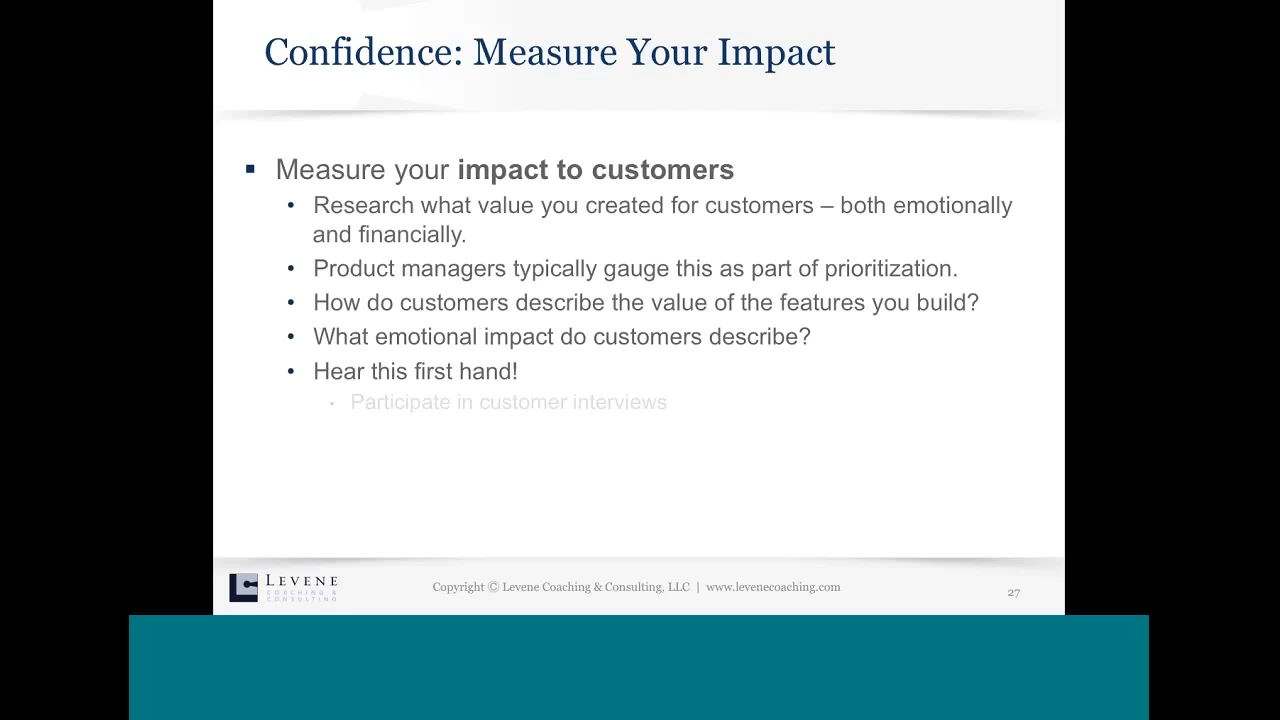 Confidence: Measure Your Impact
▪ Measure your impact to customers
• Research what value you created for customers – both emotionally
and financially.
• Product managers typically gauge this as part of prioritization.
• How do customers describe the value of the features you build?
• What emotional impact do customers describe?
• Hear this first hand!
• Participate in customer interviews
LEVENE
COACHING &
CONSULTING
Copyright © Levene Coaching & Consulting, LLC | www.levenecoaching.com
27